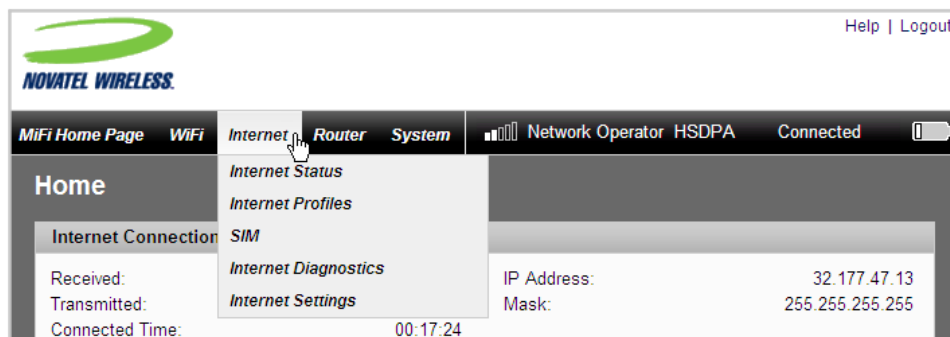 Help | Logout
NOVATEL WIRELESS.
MiFi Home Page WiFi Internet Router System Network Operator HSDPA Connected
Internet Status
Home
Internet Profiles
Internet Connection
SIM
Internet Diagnostics
Received: IP Address: 32.177.47.13
Internet Settings
Transmitted: Mask: 255.255.255.255
Connected Time: 00:17:24